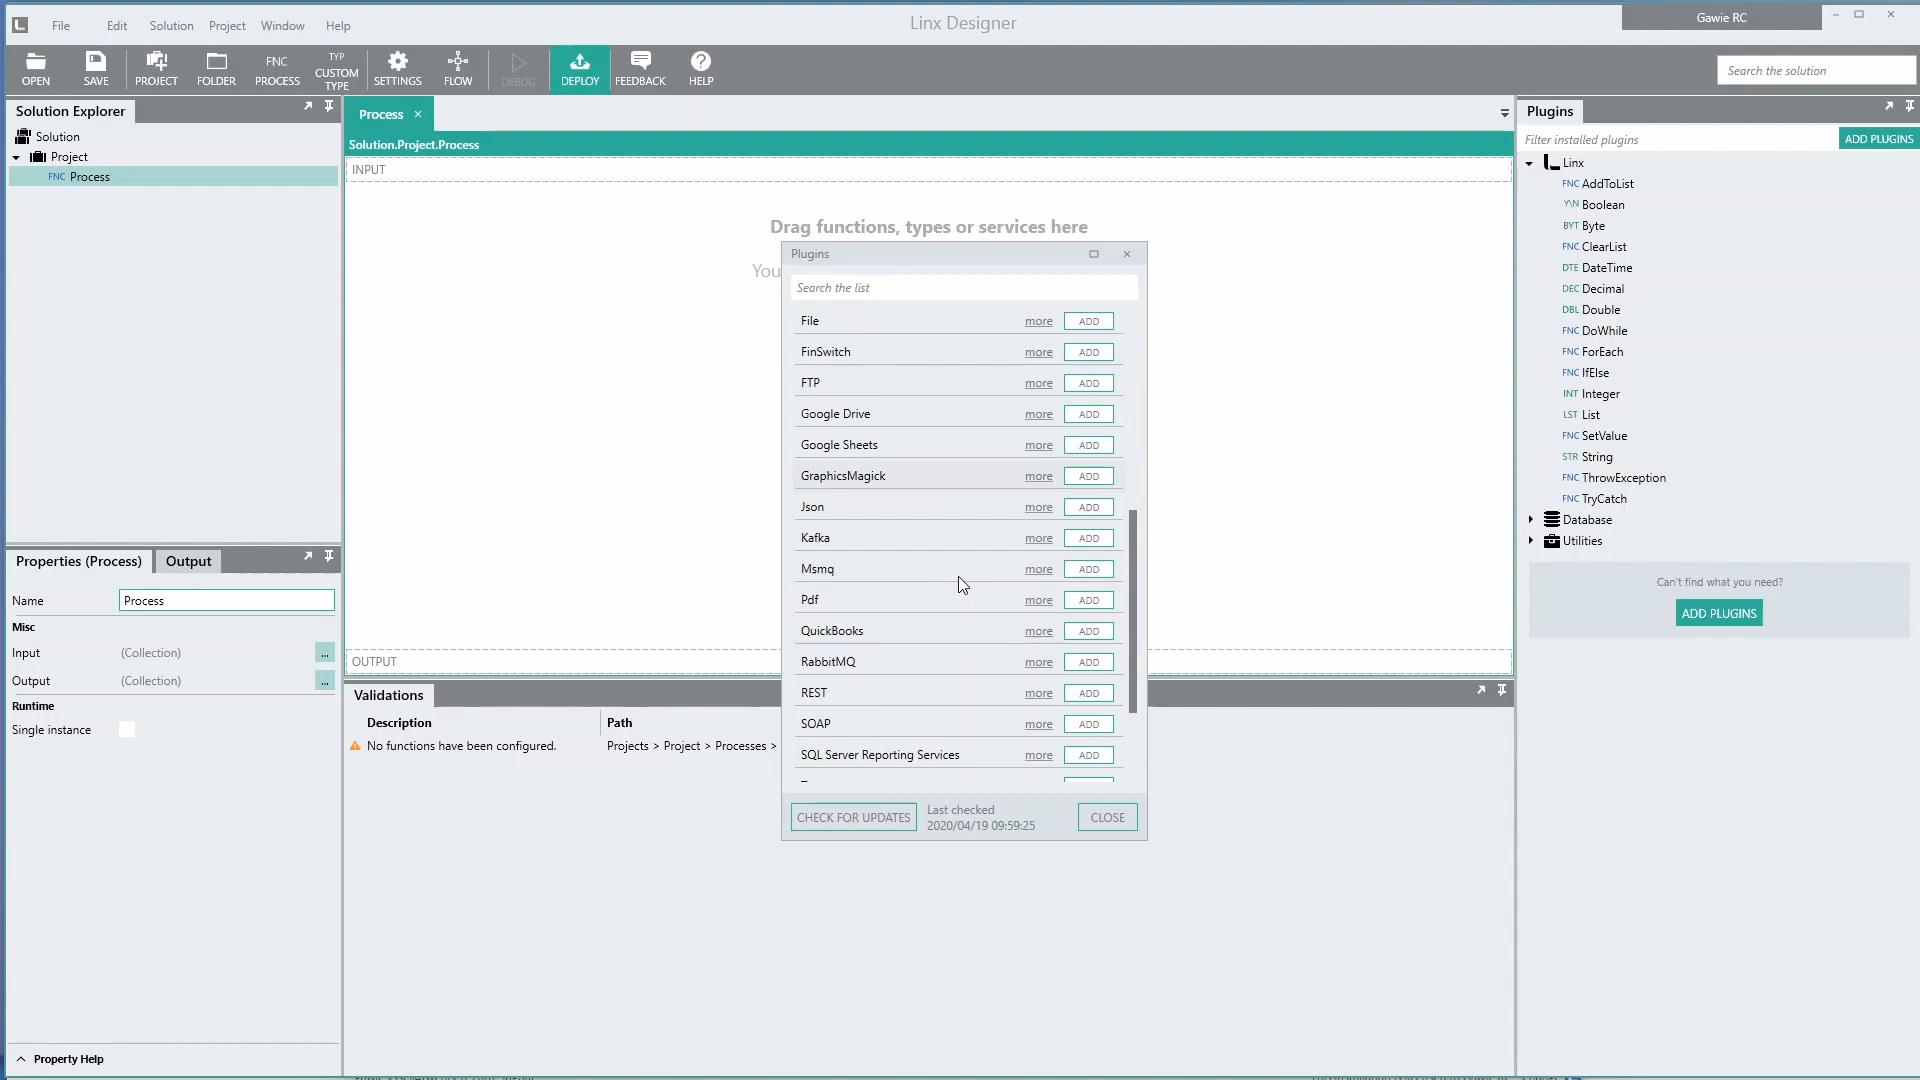 File Edit Solution Project Window Help
Linx Designer
Gawie RC
OPEN
SAVE
PROJECT
FOLDER
FNC
PROCESS
TYP
CUSTOM
TYPE
SETTINGS
FLOW
DEBUG
DEPLOY
FEEDBACK
HELP
Search the solution
Solution Explorer
Solution
Project
FNC Process
Properties (Process)
Output
Name
Process
Misc
Input
(Collection)
...
Output
(Collection)
...
Runtime
Single instance
Property Help
Process
Solution.Project.Process
INPUT
Drag functions, types or services here
You
OUTPUT
Plugins
Search the list
File more ADD
FinSwitch more ADD
FTP more ADD
Google Drive more ADD
Google Sheets more ADD
GraphicsMagick more ADD
Json more ADD
Kafka more ADD
Msmq more ADD
Pdf more ADD
QuickBooks more ADD
RabbitMQ more ADD
REST more ADD
SOAP more ADD
SQL Server Reporting Services more ADD
CHECK FOR UPDATES
Last checked
2020/04/19 09:59:25
CLOSE
Validations
Description
Path
No functions have been configured.
Projects > Project > Processes >
Plugins
Filter installed plugins
ADD PLUGINS
Linx
FNC AddToList
Y\N Boolean
BYT Byte
FNC ClearList
DTE DateTime
DEC Decimal
DBL Double
FNC DoWhile
FNC ForEach
FNC IfElse
INT Integer
LST List
FNC SetValue
STR String
FNC ThrowException
FNC TryCatch
Database
Utilities
Can't find what you need?
ADD PLUGINS